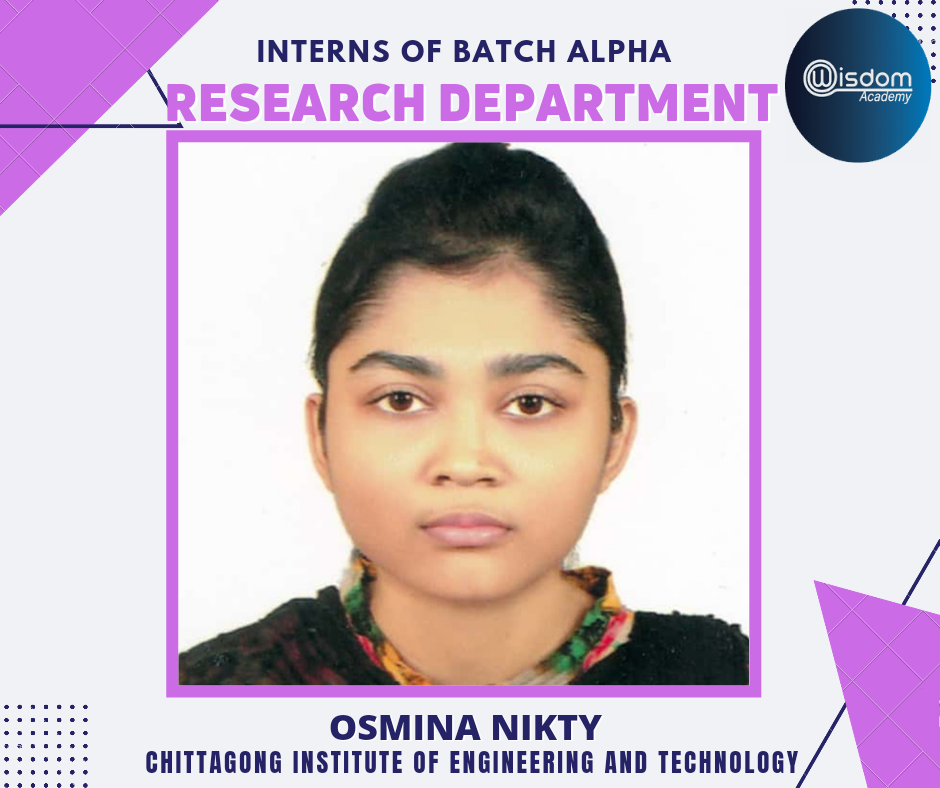 INTERNS OF BATCH ALPHA
RESEARCH DEPARTMENT
@Wisdom
Academy
OSMINA NIKTY
CHITTAGONG INSTITUTE OF ENGINEERING AND TECHNOLOGY